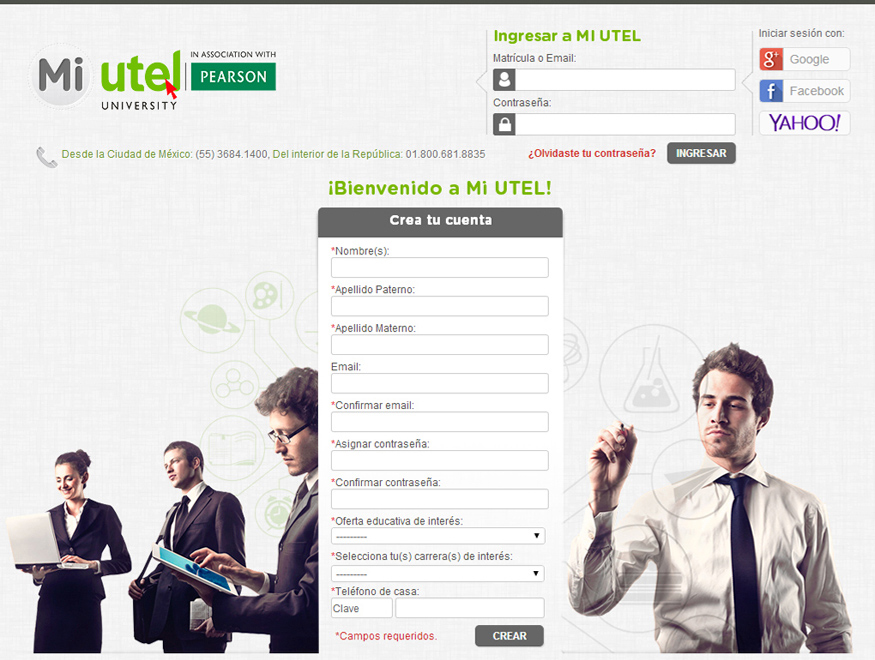 Mi utel
UNIVERSITY
IN ASSOCIATION WITH
PEARSON
Ingresar a MI UTEL
Matrícula o Email:
Contraseña:
¿Olvidaste tu contraseña?
INGRESAR
Iniciar sesión con:
g+ Google
f Facebook
YAHOO!
Desde la Ciudad de México: (55) 3684.1400, Del interior de la República: 01.800.681.8835
¡Bienvenido a Mi UTEL!
Crea tu cuenta
*Nombre(s):
*Apellido Paterno:
*Apellido Materno:
Email:
*Confirmar email:
*Asignar contraseña:
*Confirmar contraseña:
*Oferta educativa de interés:
---------
*Selecciona tu(s) carrera(s) de interés:
---------
*Teléfono de casa:
Clave
*Campos requeridos.
CREAR